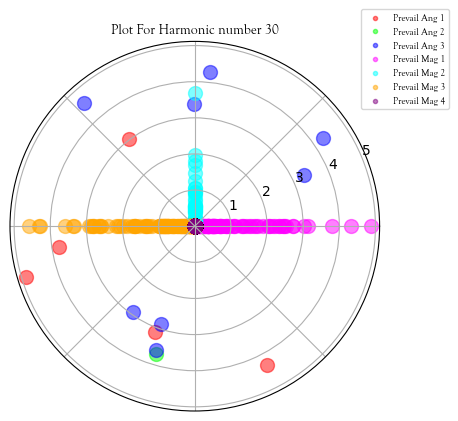 Plot For Harmonic number 30
Prevail Ang 1
Prevail Ang 2
Prevail Ang 3
Prevail Mag 1
Prevail Mag 2
Prevail Mag 3
Prevail Mag 4
5
4
3
2
1